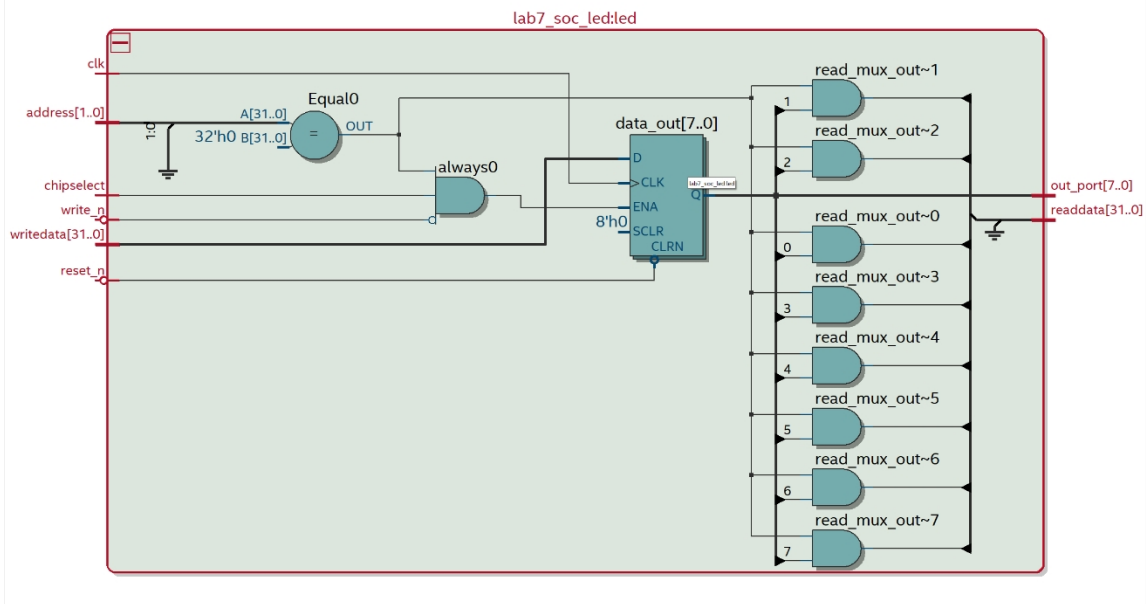 lab7_soc_led:led
clk
address[1..0]
1:0
A[31..0]
32'h0 B[31..0]
Equal0
=
OUT
chipselect
write_n
writedata[31..0]
reset_n
always0
data_out[7..0]
D
CLK
ENA
8'h0
SCLR
CLRN
Q
lab7_soc_led:led
read_mux_out~1
1
read_mux_out~2
2
read_mux_out~0
0
read_mux_out~3
3
read_mux_out~4
4
read_mux_out~5
5
read_mux_out~6
6
read_mux_out~7
7
out_port[7..0]
readdata[31..0]